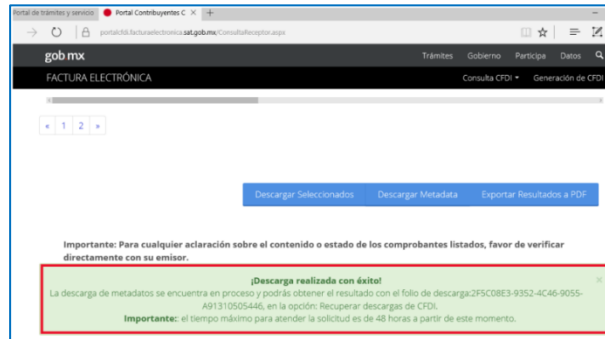 Portal de trámites y servicio Portal Contribuyentes C × +
portalcfdi.facturaelectronica.sat.gob.mx/ConsultaReceptor.aspx
gob mx Trámites Gobierno Participa Datos
FACTURA ELECTRÓNICA Consulta CFDI Generación de CFDI
« 1 2 »
Descargar Seleccionados Descargar Metadata Exportar Resultados a PDF
Importante: Para cualquier aclaración sobre el contenido o estado de los comprobantes listados, favor de verificar
directamente con su emisor.
¡Descarga realizada con éxito! ×
La descarga de metadatos se encuentra en proceso y podrás obtener el resultado con el folio de descarga:2F5C08E3-9352-4C46-9055-
A91310505446, en la opción: Recuperar descargas de CFDI.
Importante: el tiempo máximo para atender la solicitud es de 48 horas a partir de este momento.